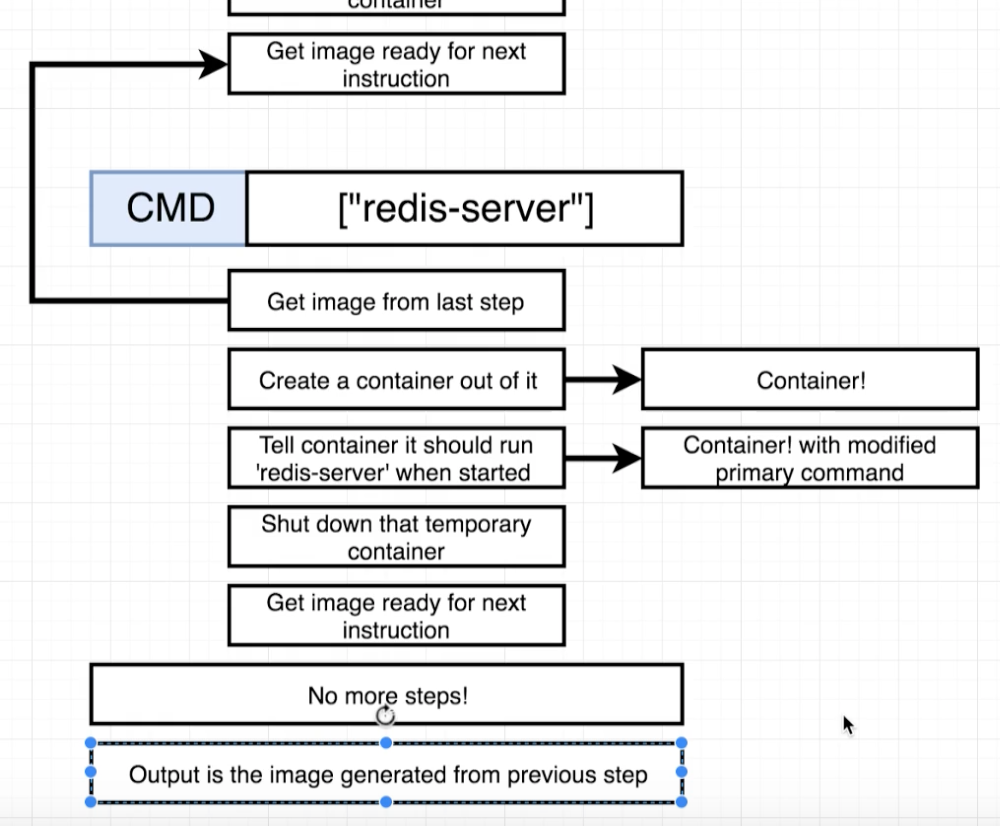 container
Get image ready for next
instruction
CMD
["redis-server"]
Get image from last step
Create a container out of it
Container!
Tell container it should run
'redis-server' when started
Container! with modified
primary command
Shut down that temporary
container
Get image ready for next
instruction
No more steps!
Output is the image generated from previous step